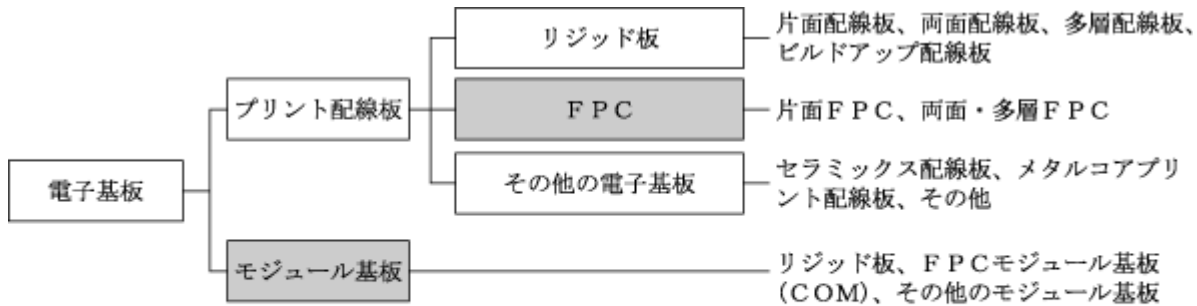 リジッド板
片面配線板、両面配線板、多層配線板、
ビルドアップ配線板
プリント配線板
ＦＰＣ
片面ＦＰＣ、両面・多層ＦＰＣ
電子基板
その他の電子基板
セラミックス配線板、メタルコアプリ
ント配線板、その他
モジュール基板
リジッド板、ＦＰＣモジュール基板
(ＣＯＭ)、その他のモジュール基板